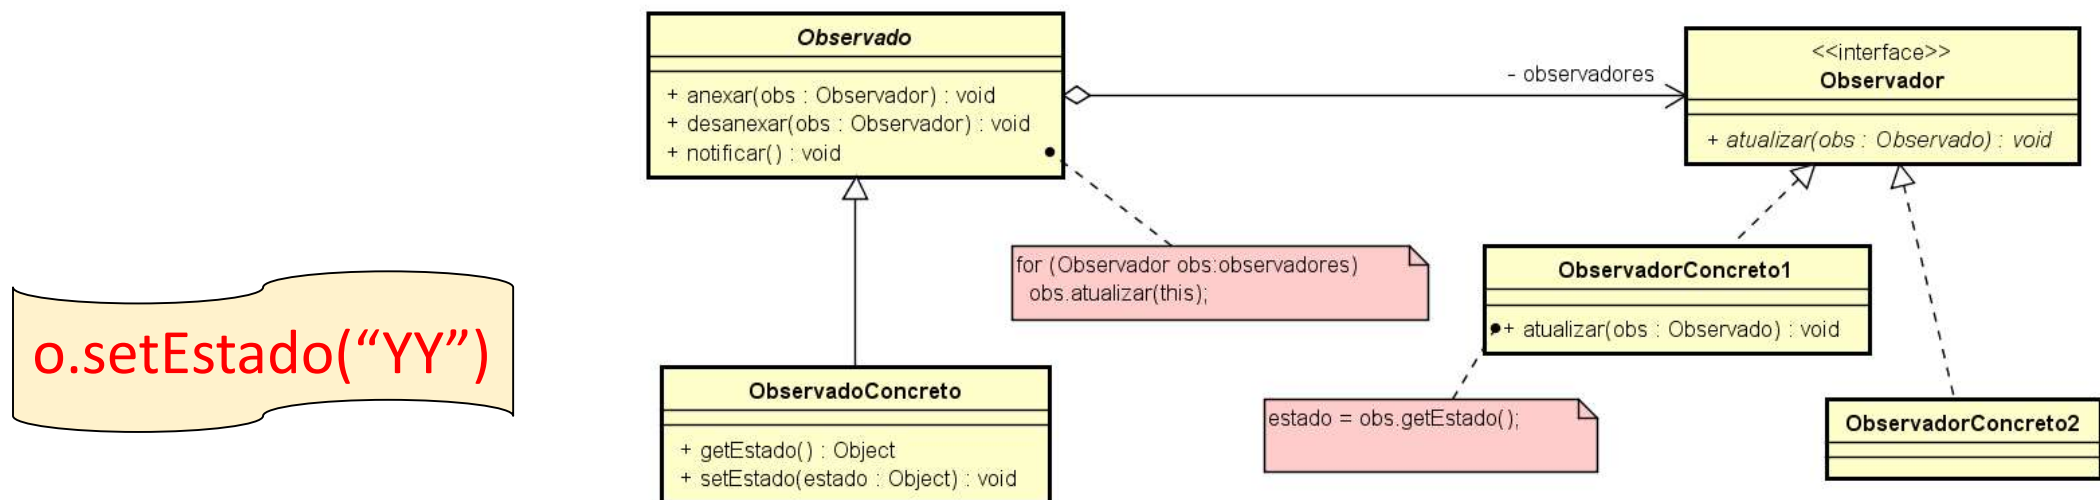 o.setEstado(“YY”)
Observado
+ anexar(obs : Observador) : void
+ desanexar(obs : Observador) : void
+ notificar() : void
- observadores
<<interface>>
Observador
+ atualizar(obs : Observado) : void
for (Observador obs:observadores)
obs.atualizar(this);
ObservadorConcreto1
+ atualizar(obs : Observado) : void
ObservadoConcreto
+ getEstado() : Object
+ setEstado(estado : Object) : void
estado = obs.getEstado();
ObservadorConcreto2